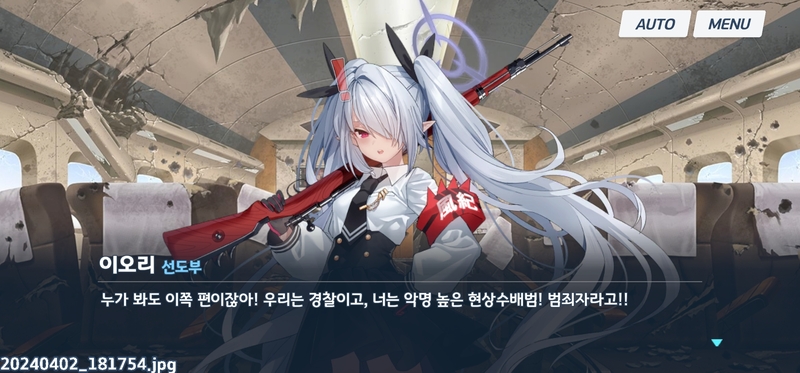 AUTO
MENU
風紀
이오리 선도부
누가 봐도 이쪽 편이잖아! 우리는 경찰이고, 너는 악명 높은 현상수배범! 범죄자라고!!
20240402_181754.jpg